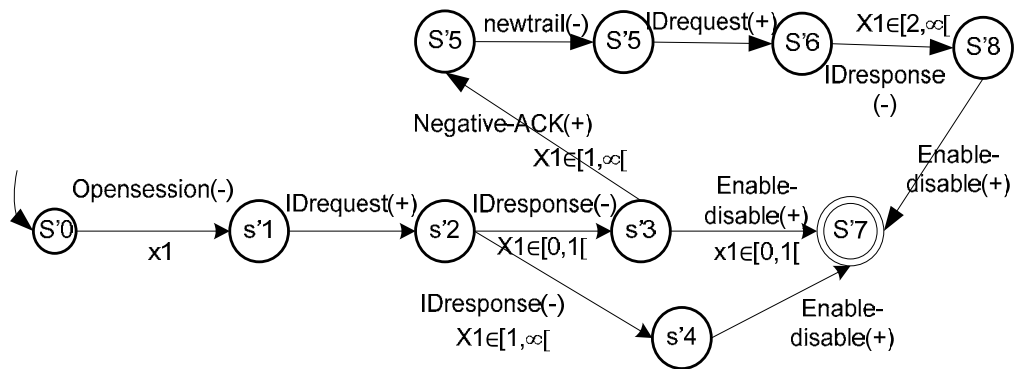 S'5
newtrail(-)
S'5
IDrequest(+)
S'6
X1∈[2,∞[
IDresponse
(-)
S'8
Negative-ACK(+)
X1∈[1,∞[
Enable-
disable(+)
S'0
Opensession(-)
x1
s'1
IDrequest(+)
s'2
IDresponse(-)
X1∈[0,1[
s'3
Enable-
disable(+)
x1∈[0,1[
S'7
IDresponse(-)
X1∈[1,∞[
s'4
Enable-
disable(+)